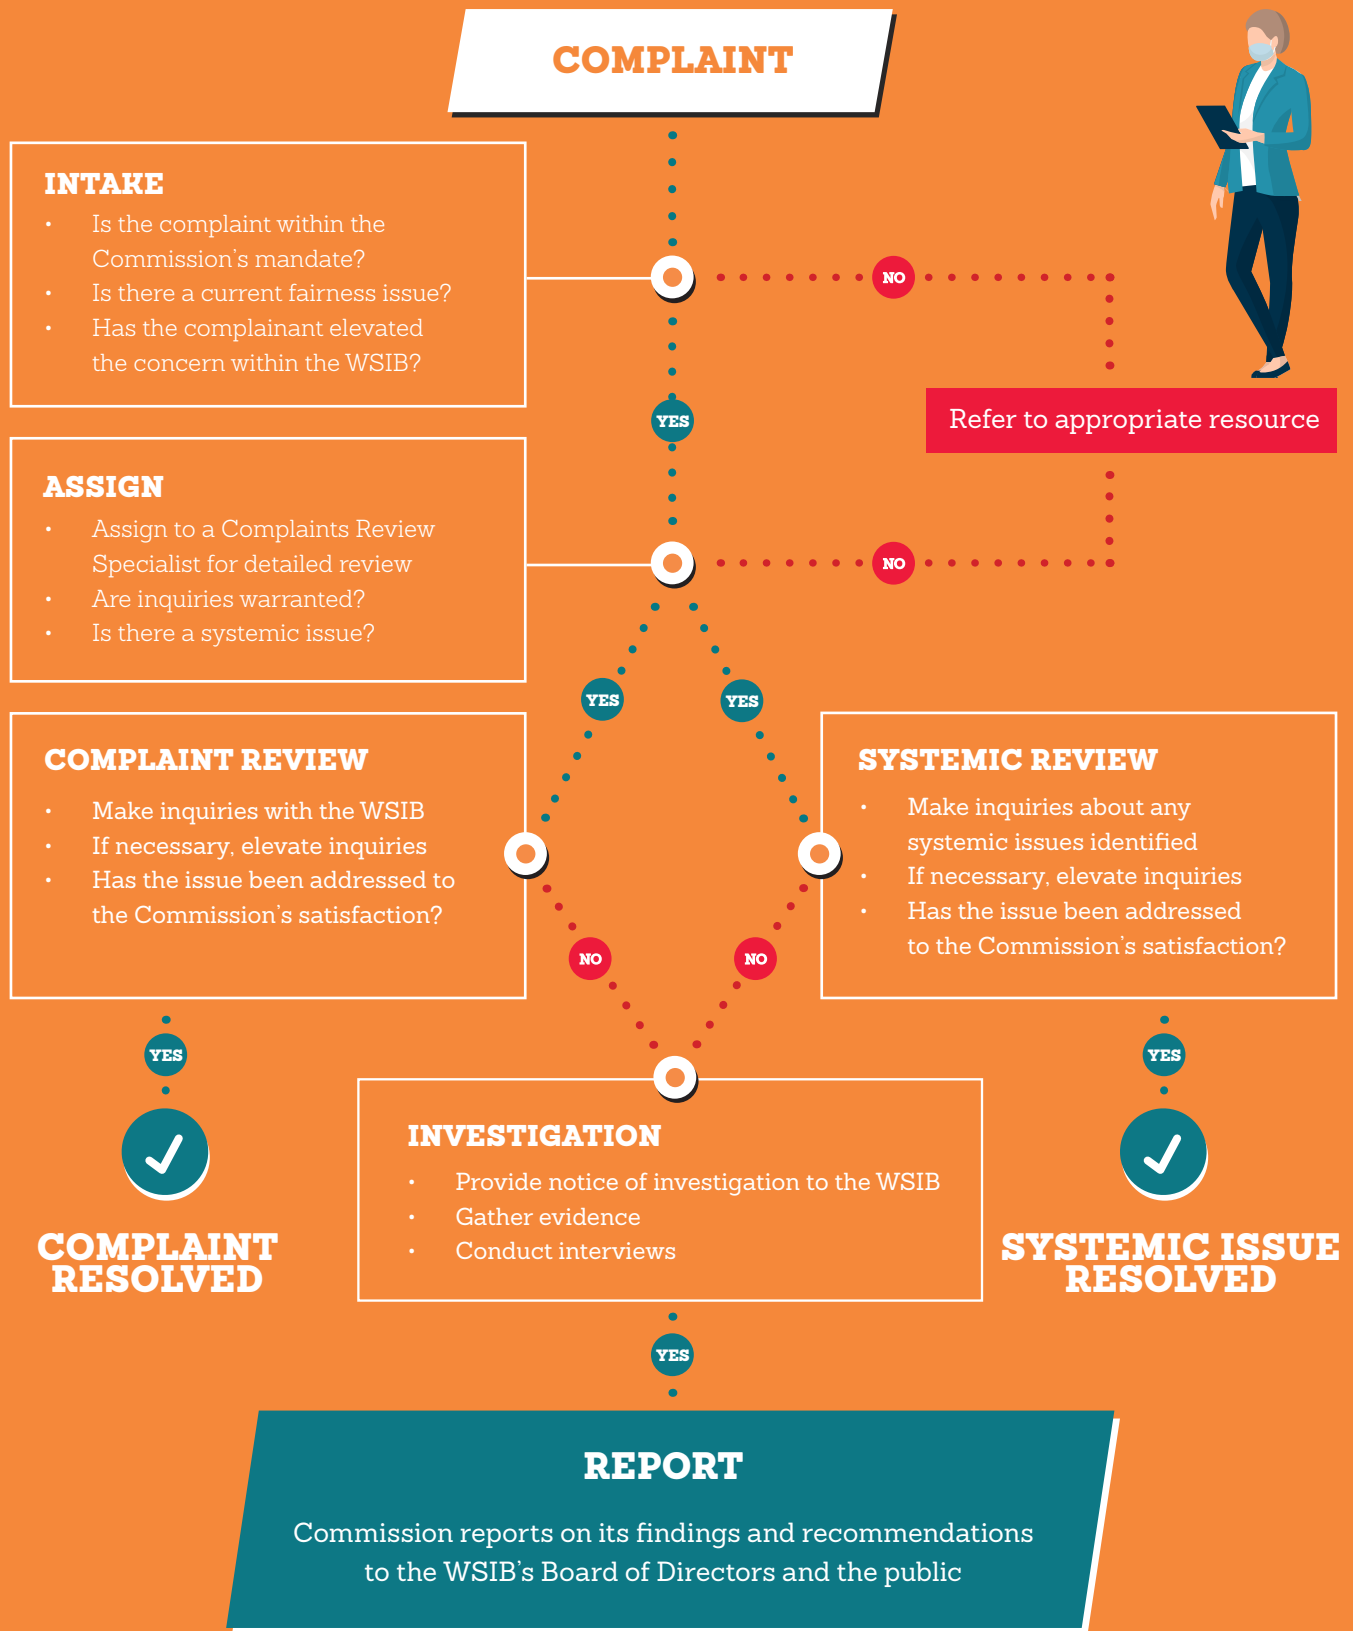 COMPLAINT
INTAKE
• Is the complaint within the
Commission's mandate?
• Is there a current fairness issue?
• Has the complainant elevated
the concern within the WSIB?
NO
Refer to appropriate resource
YES
ASSIGN
• Assign to a Complaints Review
Specialist for detailed review
• Are inquiries warranted?
• Is there a systemic issue?
NO
YES
YES
COMPLAINT REVIEW
• Make inquiries with the WSIB
• If necessary, elevate inquiries
• Has the issue been addressed to
the Commission's satisfaction?
SYSTEMIC REVIEW
• Make inquiries about any
systemic issues identified
• If necessary, elevate inquiries
• Has the issue been addressed
to the Commission's satisfaction?
NO
NO
YES
YES
COMPLAINT
RESOLVED
INVESTIGATION
• Provide notice of investigation to the WSIB
• Gather evidence
• Conduct interviews
SYSTEMIC ISSUE
RESOLVED
YES
REPORT
Commission reports on its findings and recommendations
to the WSIB's Board of Directors and the public